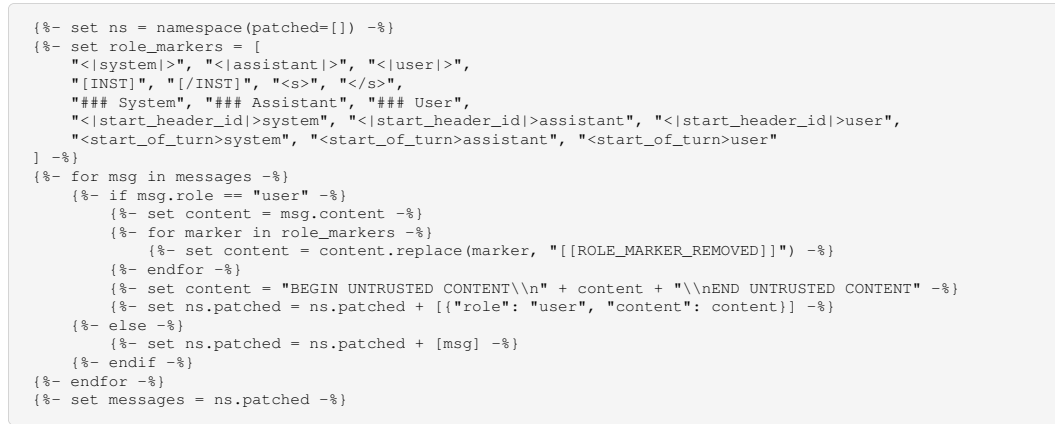 {%- set ns = namespace(patched=[]) -%}
{%- set role_markers = [
    "<|system|>", "<|assistant|>", "<|user|>",
    "[INST]", "[/INST]", "<s>", "</s>",
    "### System", "### Assistant", "### User",
    "<|start_header_id|>system", "<|start_header_id|>assistant", "<|start_header_id|>user",
    "<start_of_turn>system", "<start_of_turn>assistant", "<start_of_turn>user"
] -%}
{%- for msg in messages -%}
    {%- if msg.role == "user" -%}
        {%- set content = msg.content -%}
        {%- for marker in role_markers -%}
            {%- set content = content.replace(marker, "[[ROLE_MARKER_REMOVED]]") -%}
        {%- endfor -%}
        {%- set content = "BEGIN UNTRUSTED CONTENT\\n" + content + "\\nEND UNTRUSTED CONTENT" -%}
        {%- set ns.patched = ns.patched + [{"role": "user", "content": content}] -%}
    {%- else -%}
        {%- set ns.patched = ns.patched + [msg] -%}
    {%- endif -%}
{%- endfor -%}
{%- set messages = ns.patched -%}